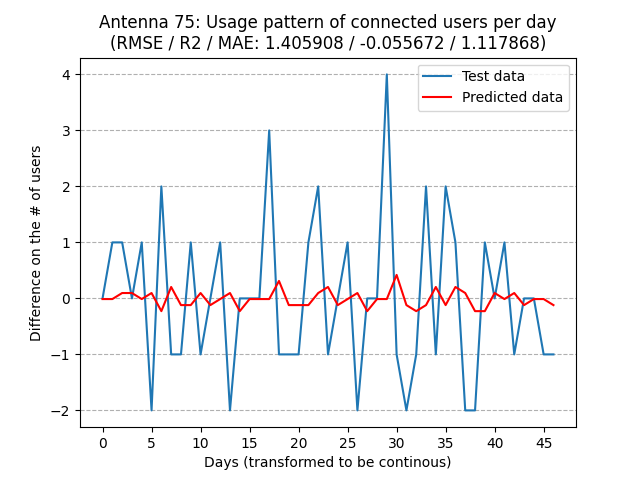 Antenna 75: Usage pattern of connected users per day
(RMSE / R2 / MAE: 1.405908 / -0.055672 / 1.117868)
Test data
Predicted data
Difference on the # of users
4
3
2
1
0
−1
−2
0 5 10 15 20 25 30 35 40 45
Days (transformed to be continous)